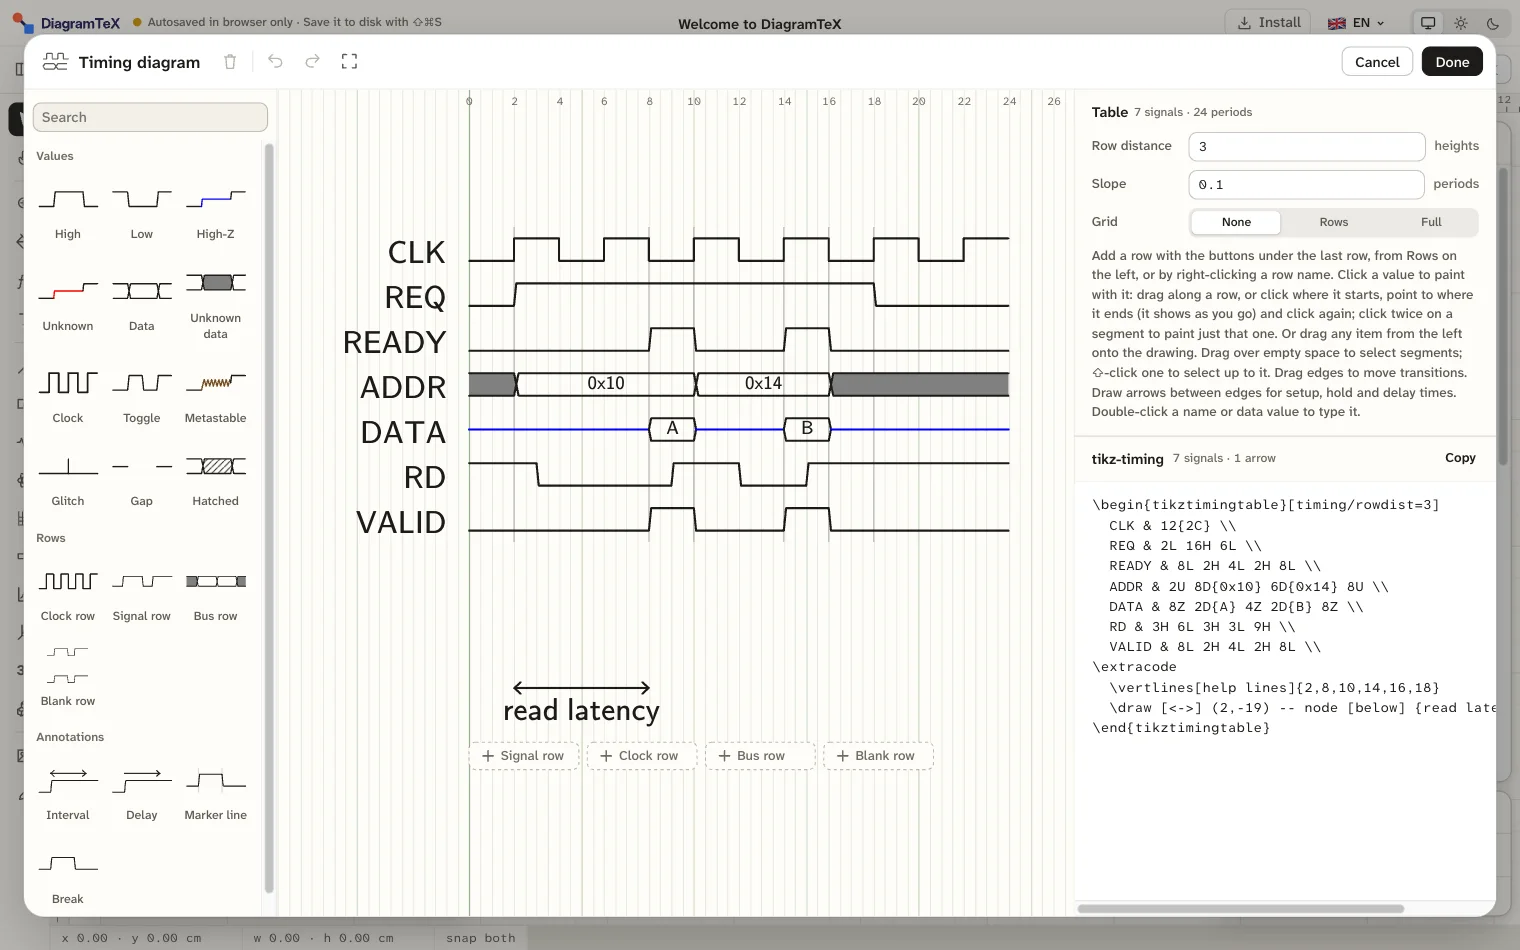 DiagramTeX
Autosaved in browser only · Save it to disk with ⇧⌘S
Welcome to DiagramTeX
Install
EN
Timing diagram
Cancel
Done
Search
Values
High
Low
High-Z
Unknown
Data
Unknown data
Clock
Toggle
Metastable
Glitch
Gap
Hatched
Rows
Clock row
Signal row
Bus row
Blank row
Annotations
Interval
Delay
Marker line
Break
0 2 4 6 8 10 12 14 16 18 20 22 24 26
CLK
REQ
READY
ADDR
0x10
0x14
DATA
A
B
RD
VALID
read latency
+ Signal row
+ Clock row
+ Bus row
+ Blank row
Table 7 signals · 24 periods
Row distance 3 heights
Slope 0.1 periods
Grid None Rows Full
Add a row with the buttons under the last row, from Rows on
the left, or by right-clicking a row name. Click a value to paint
with it: drag along a row, or click where it starts, point to where
it ends (it shows as you go) and click again; click twice on a
segment to paint just that one. Or drag any item from the left
onto the drawing. Drag over empty space to select segments;
⇧-click one to select up to it. Drag edges to move transitions.
Draw arrows between edges for setup, hold and delay times.
Double-click a name or data value to type it.
tikz-timing 7 signals · 1 arrow Copy
\begin{tikztimingtable}[timing/rowdist=3]
CLK & 12{2C} \\
REQ & 2L 16H 6L \\
READY & 8L 2H 4L 2H 8L \\
ADDR & 2U 8D{0x10} 6D{0x14} 8U \\
DATA & 8Z 2D{A} 4Z 2D{B} 8Z \\
RD & 3H 6L 3H 3L 9H \\
VALID & 8L 2H 4L 2H 8L \\
\extracode
\vertlines[help lines]{2,8,10,14,16,18}
\draw [<->] (2,-19) -- node [below] {read late
\end{tikztimingtable}
12
x 0.00 · y 0.00 cm
w 0.00 · h 0.00 cm
snap both